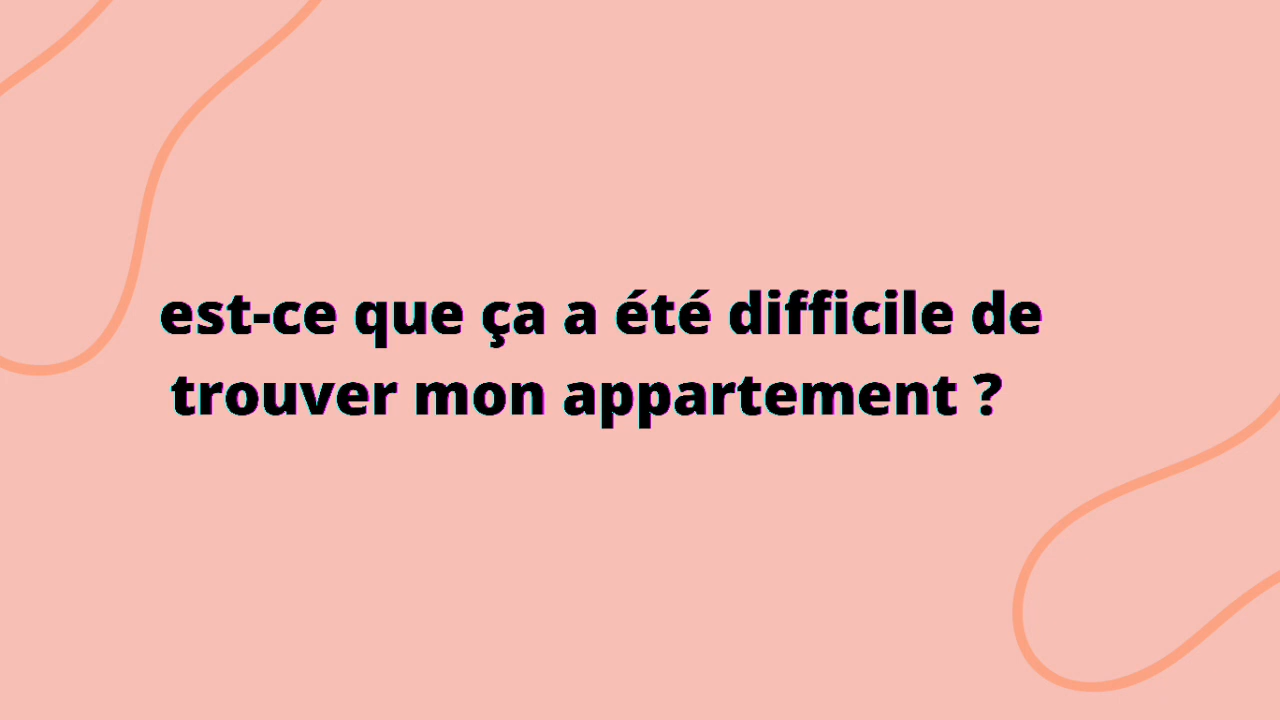 est-ce que ça a été difficile de
trouver mon appartement ?